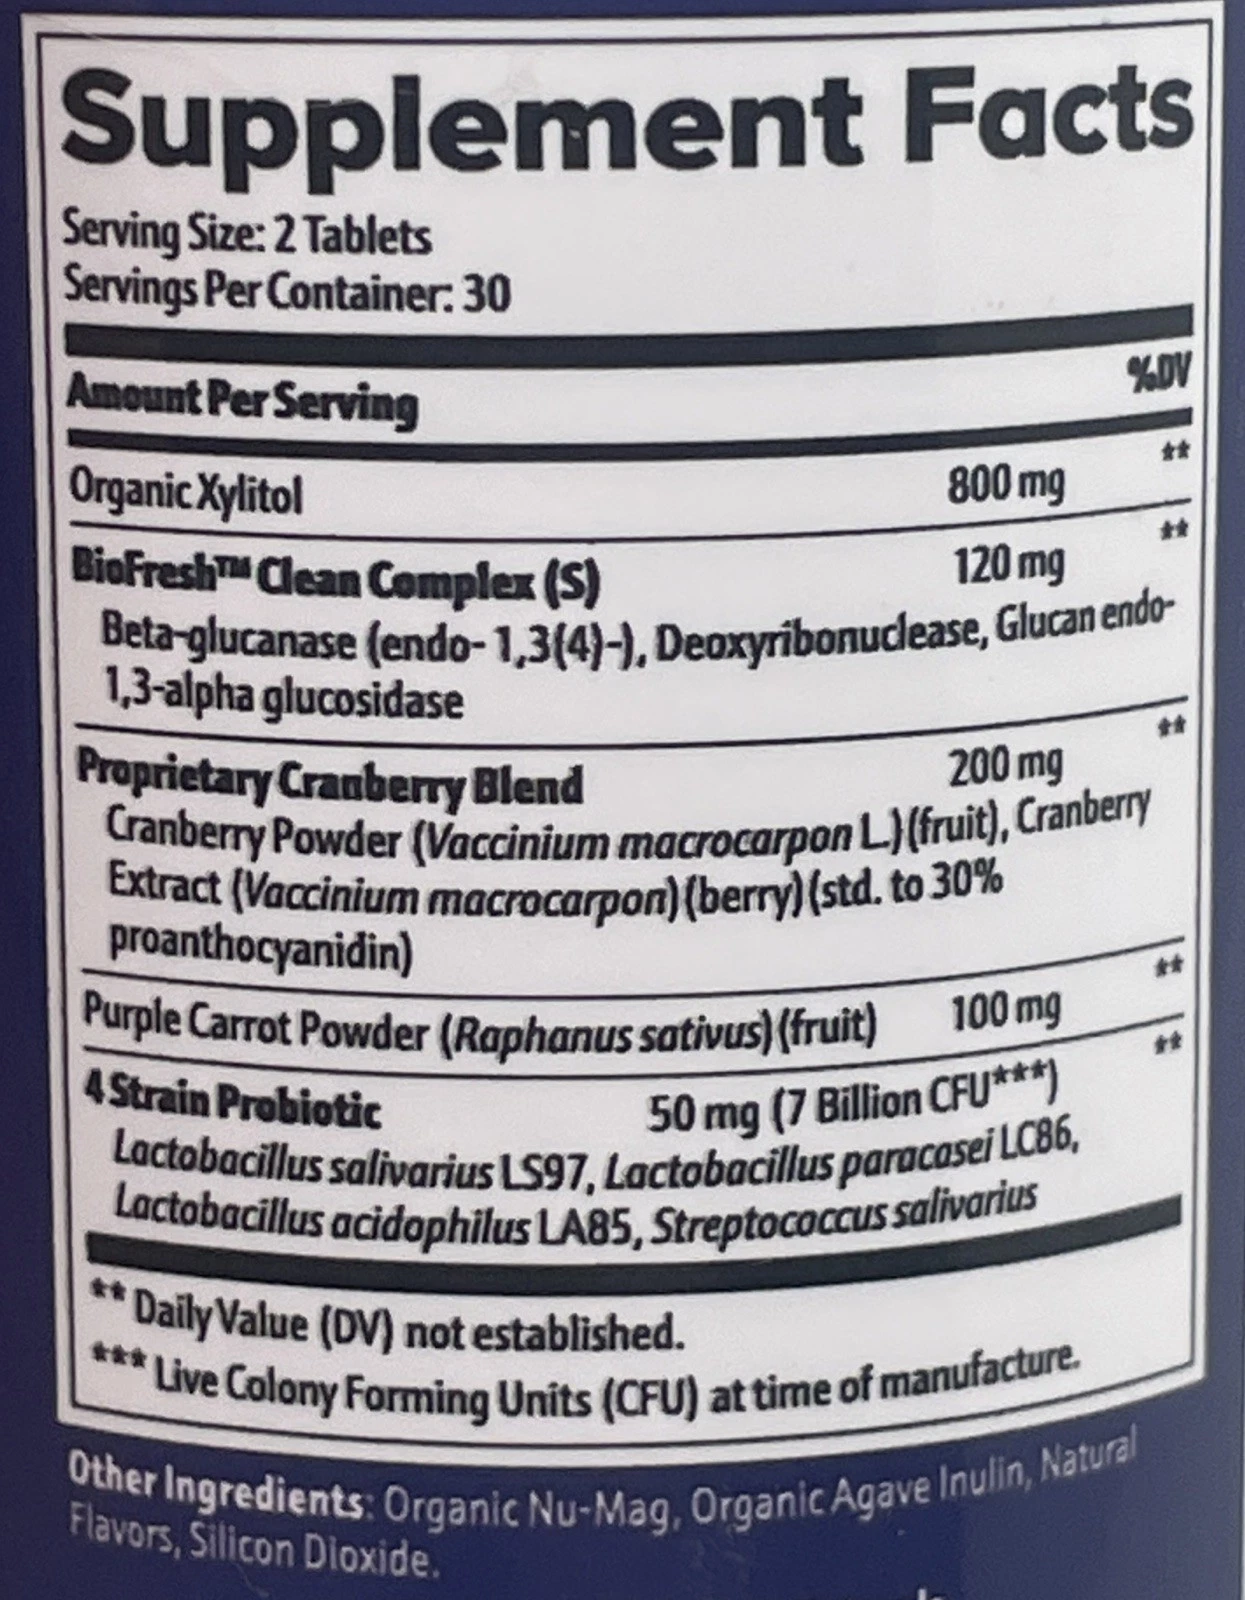 Supplement Facts
Serving Size: 2 Tablets
Servings Per Container: 30
%DV
Amount Per Serving
Organic Xylitol 800 mg **
BioFresh™ Clean Complex (S) 120 mg **
Beta-glucanase (endo- 1,3(4)-), Deoxyribonuclease, Glucan endo-
1,3-alpha glucosidase
Proprietary Cranberry Blend 200 mg **
Cranberry Powder (Vaccinium macrocarpon L.) (fruit), Cranberry
Extract (Vaccinium macrocarpon) (berry) (std. to 30%
proanthocyanidin)
Purple Carrot Powder (Raphanus sativus) (fruit) 100 mg **
4 Strain Probiotic 50 mg (7 Billion CFU***) **
Lactobacillus salivarius LS97, Lactobacillus paracasei LC86,
Lactobacillus acidophilus LA85, Streptococcus salivarius
** Daily Value (DV) not established.
*** Live Colony Forming Units (CFU) at time of manufacture.
Other Ingredients: Organic Nu-Mag, Organic Agave Inulin, Natural
Flavors, Silicon Dioxide.